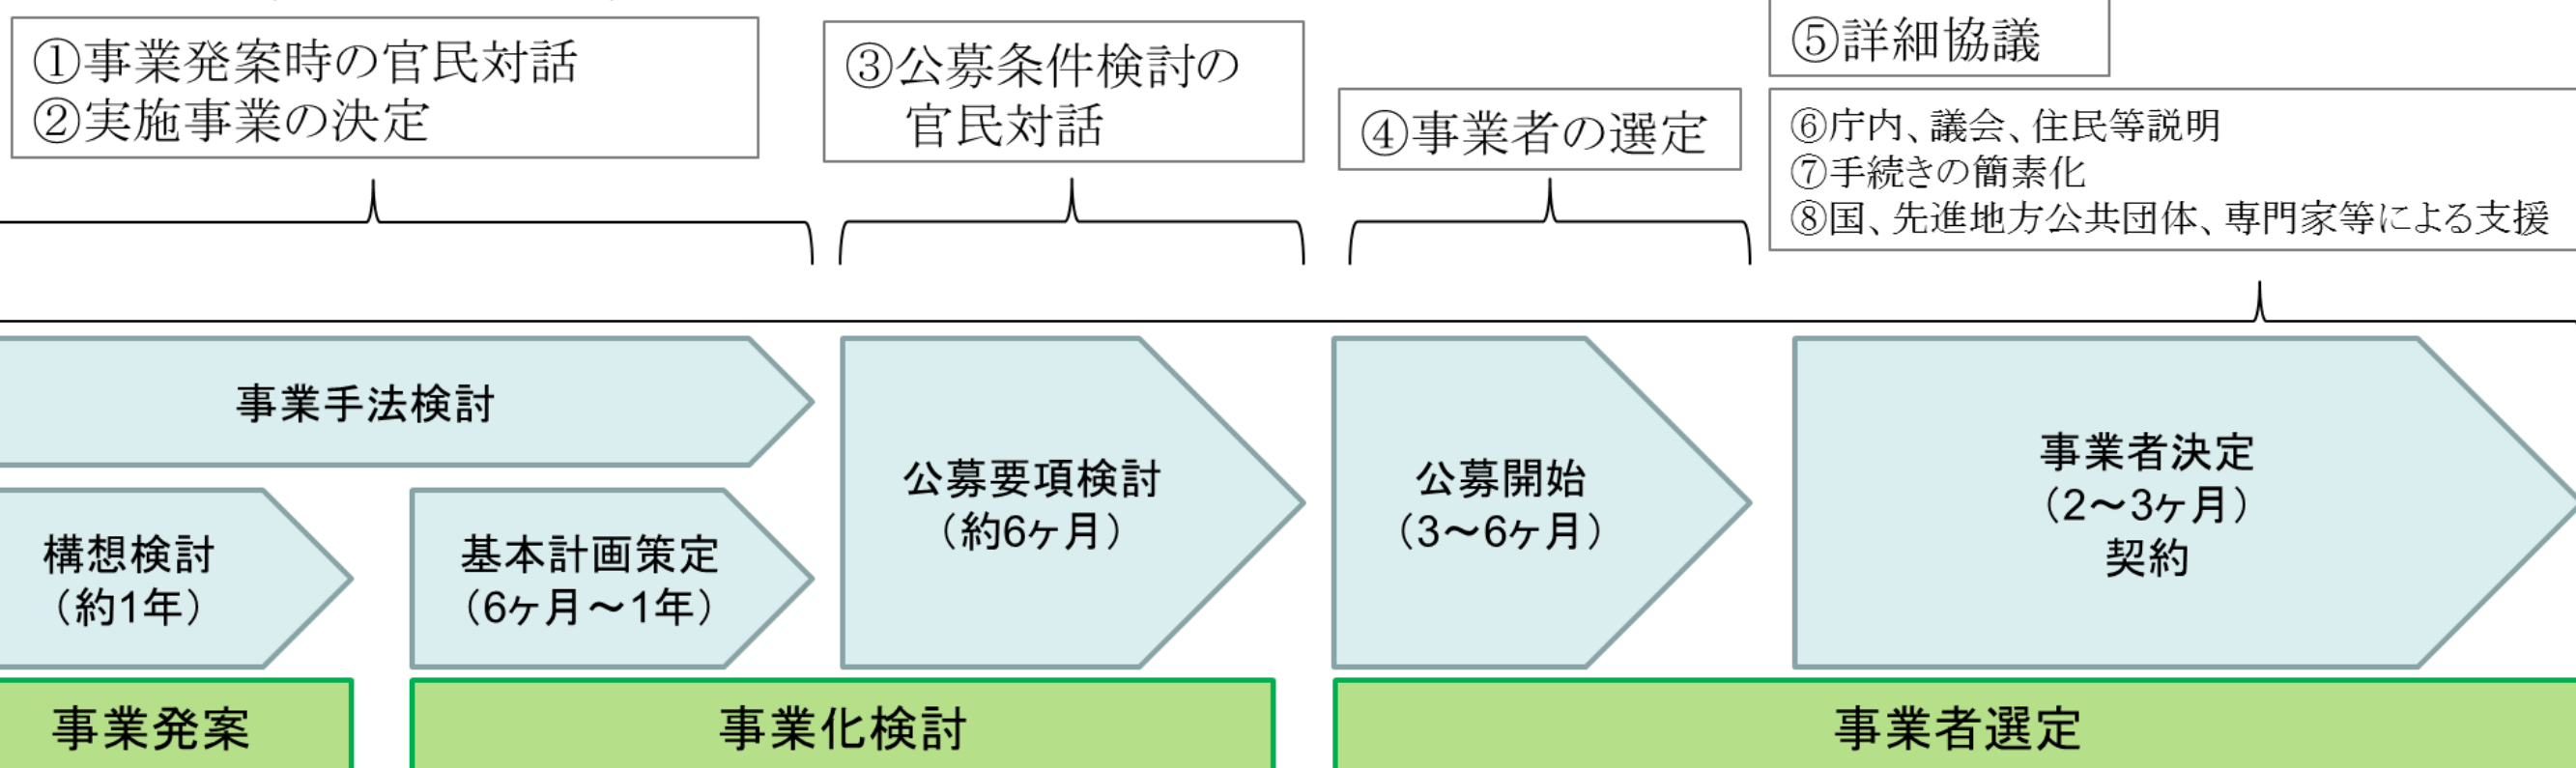 ①事業発案時の官民対話
②実施事業の決定
③公募条件検討の
官民対話
④事業者の選定
⑤詳細協議
⑥庁内、議会、住民等説明
⑦手続きの簡素化
⑧国、先進地方公共団体、専門家等による支援
事業手法検討
構想検討
（約1年）
基本計画策定
（6ヶ月～1年）
公募要項検討
（約6ヶ月）
公募開始
（3～6ヶ月）
事業者決定
（2～3ヶ月）
契約
事業発案
事業化検討
事業者選定